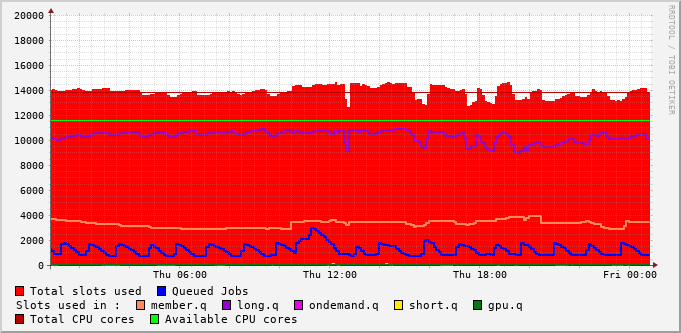 RRDTOOL / TOBI OETIKER
20000
18000
16000
14000
12000
10000
8000
6000
4000
2000
0
Thu 06:00 Thu 12:00 Thu 18:00 Fri 00:00
Total slots used Queued Jobs
Slots used in : member.q long.q ondemand.q short.q gpu.q
Total CPU cores Available CPU cores